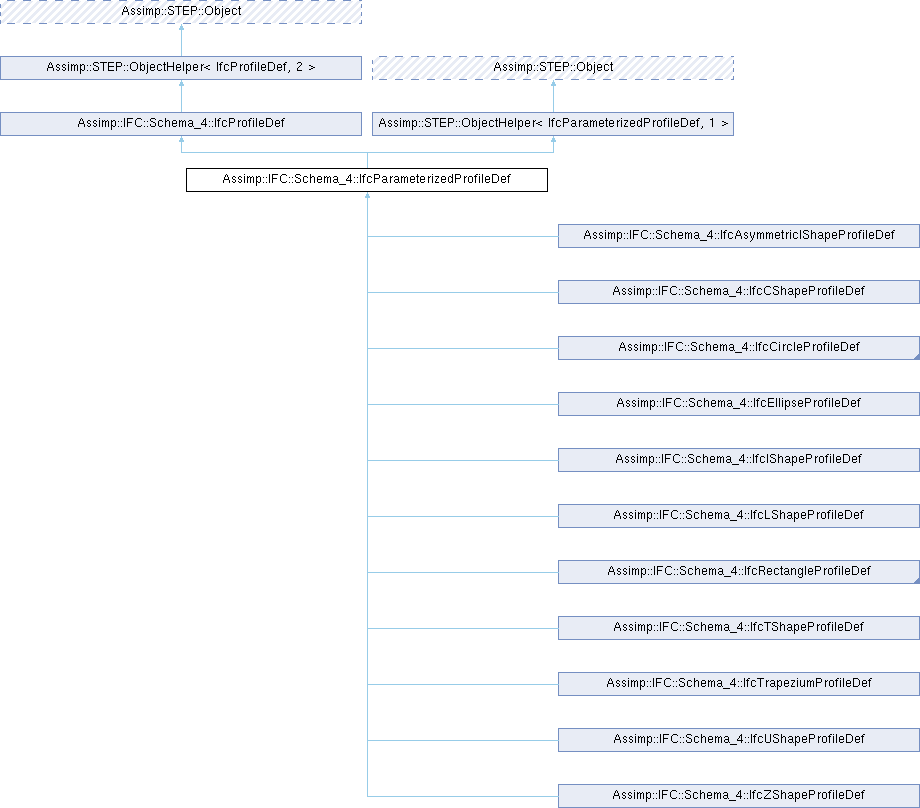 Assimp::STEP::Object
Assimp::STEP::ObjectHelper< IfcProfileDef, 2 >
Assimp::STEP::Object
Assimp::IFC::Schema_4::IfcProfileDef
Assimp::STEP::ObjectHelper< IfcParameterizedProfileDef, 1 >
Assimp::IFC::Schema_4::IfcParameterizedProfileDef
Assimp::IFC::Schema_4::IfcAsymmetricIShapeProfileDef
Assimp::IFC::Schema_4::IfcCShapeProfileDef
Assimp::IFC::Schema_4::IfcCircleProfileDef
Assimp::IFC::Schema_4::IfcEllipseProfileDef
Assimp::IFC::Schema_4::IfcIShapeProfileDef
Assimp::IFC::Schema_4::IfcLShapeProfileDef
Assimp::IFC::Schema_4::IfcRectangleProfileDef
Assimp::IFC::Schema_4::IfcTShapeProfileDef
Assimp::IFC::Schema_4::IfcTrapeziumProfileDef
Assimp::IFC::Schema_4::IfcUShapeProfileDef
Assimp::IFC::Schema_4::IfcZShapeProfileDef